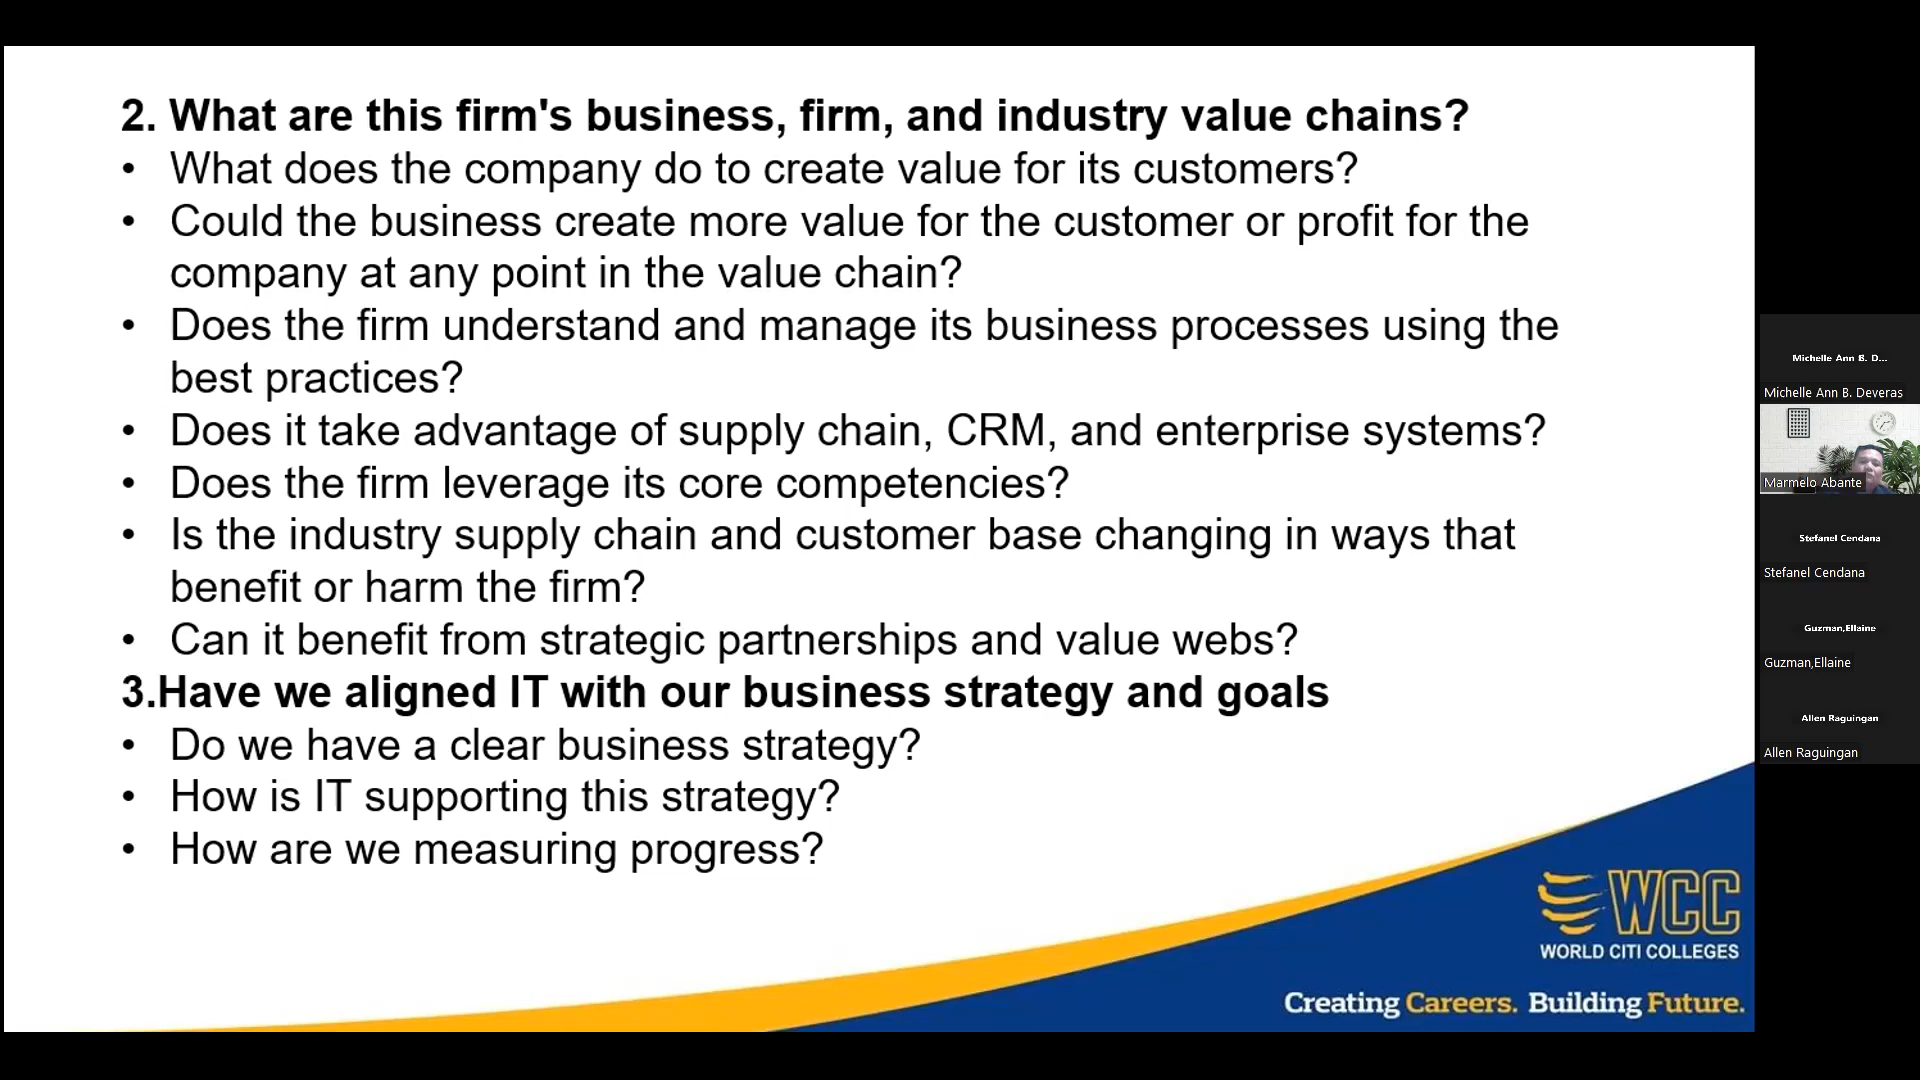 2. What are this firm's business, firm, and industry value chains?
• What does the company do to create value for its customers?
• Could the business create more value for the customer or profit for the
company at any point in the value chain?
• Does the firm understand and manage its business processes using the
best practices?
• Does it take advantage of supply chain, CRM, and enterprise systems?
• Does the firm leverage its core competencies?
• Is the industry supply chain and customer base changing in ways that
benefit or harm the firm?
• Can it benefit from strategic partnerships and value webs?
3.Have we aligned IT with our business strategy and goals
• Do we have a clear business strategy?
• How is IT supporting this strategy?
• How are we measuring progress?
WCC
WORLD CITI COLLEGES
Creating Careers. Building Future.
Michelle Ann B. D...
Michelle Ann B. Deveras
Marmelo Abante
Stefanel Cendana
Stefanel Cendana
Guzman,Ellaine
Guzman,Ellaine
Allen Raguingan
Allen Raguingan